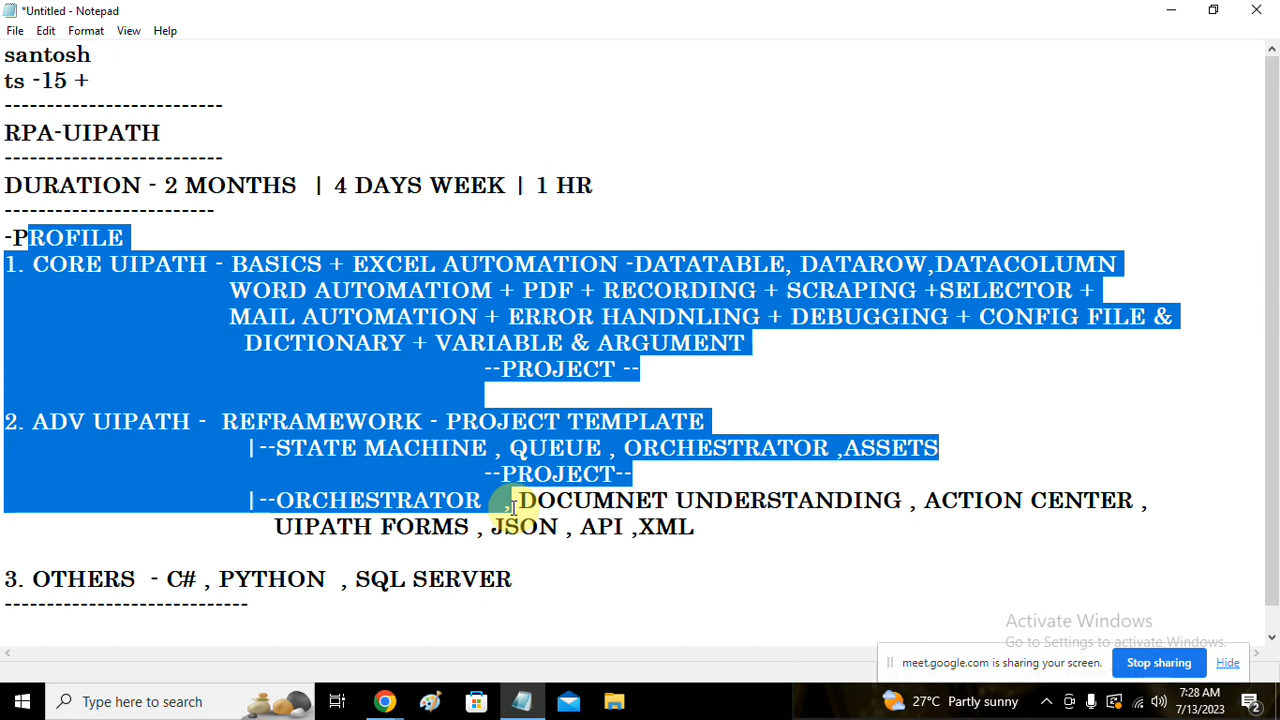 *Untitled - Notepad
File Edit Format View Help
santosh
ts -15 +
--------------------------
RPA-UIPATH
--------------------------
DURATION - 2 MONTHS | 4 DAYS WEEK | 1 HR
-------------------------
-PROFILE
1. CORE UIPATH - BASICS + EXCEL AUTOMATION -DATATABLE, DATAROW,DATACOLUMN
WORD AUTOMATIOM + PDF + RECORDING + SCRAPING +SELECTOR +
MAIL AUTOMATION + ERROR HANDNLING + DEBUGGING + CONFIG FILE &
DICTIONARY + VARIABLE & ARGUMENT
--PROJECT --
2. ADV UIPATH - REFRAMEWORK - PROJECT TEMPLATE
|--STATE MACHINE , QUEUE , ORCHESTRATOR ,ASSETS
--PROJECT--
|--ORCHESTRATOR , -DOCUMNET UNDERSTANDING , ACTION CENTER ,
UIPATH FORMS , JSON , API ,XML
3. OTHERS - C# , PYTHON , SQL SERVER
-----------------------------
Activate Windows
Go to Settings to activate Windows.
meet.google.com is sharing your screen. Stop sharing Hide
Type here to search
27°C Partly sunny
7:28 AM
7/13/2023
2